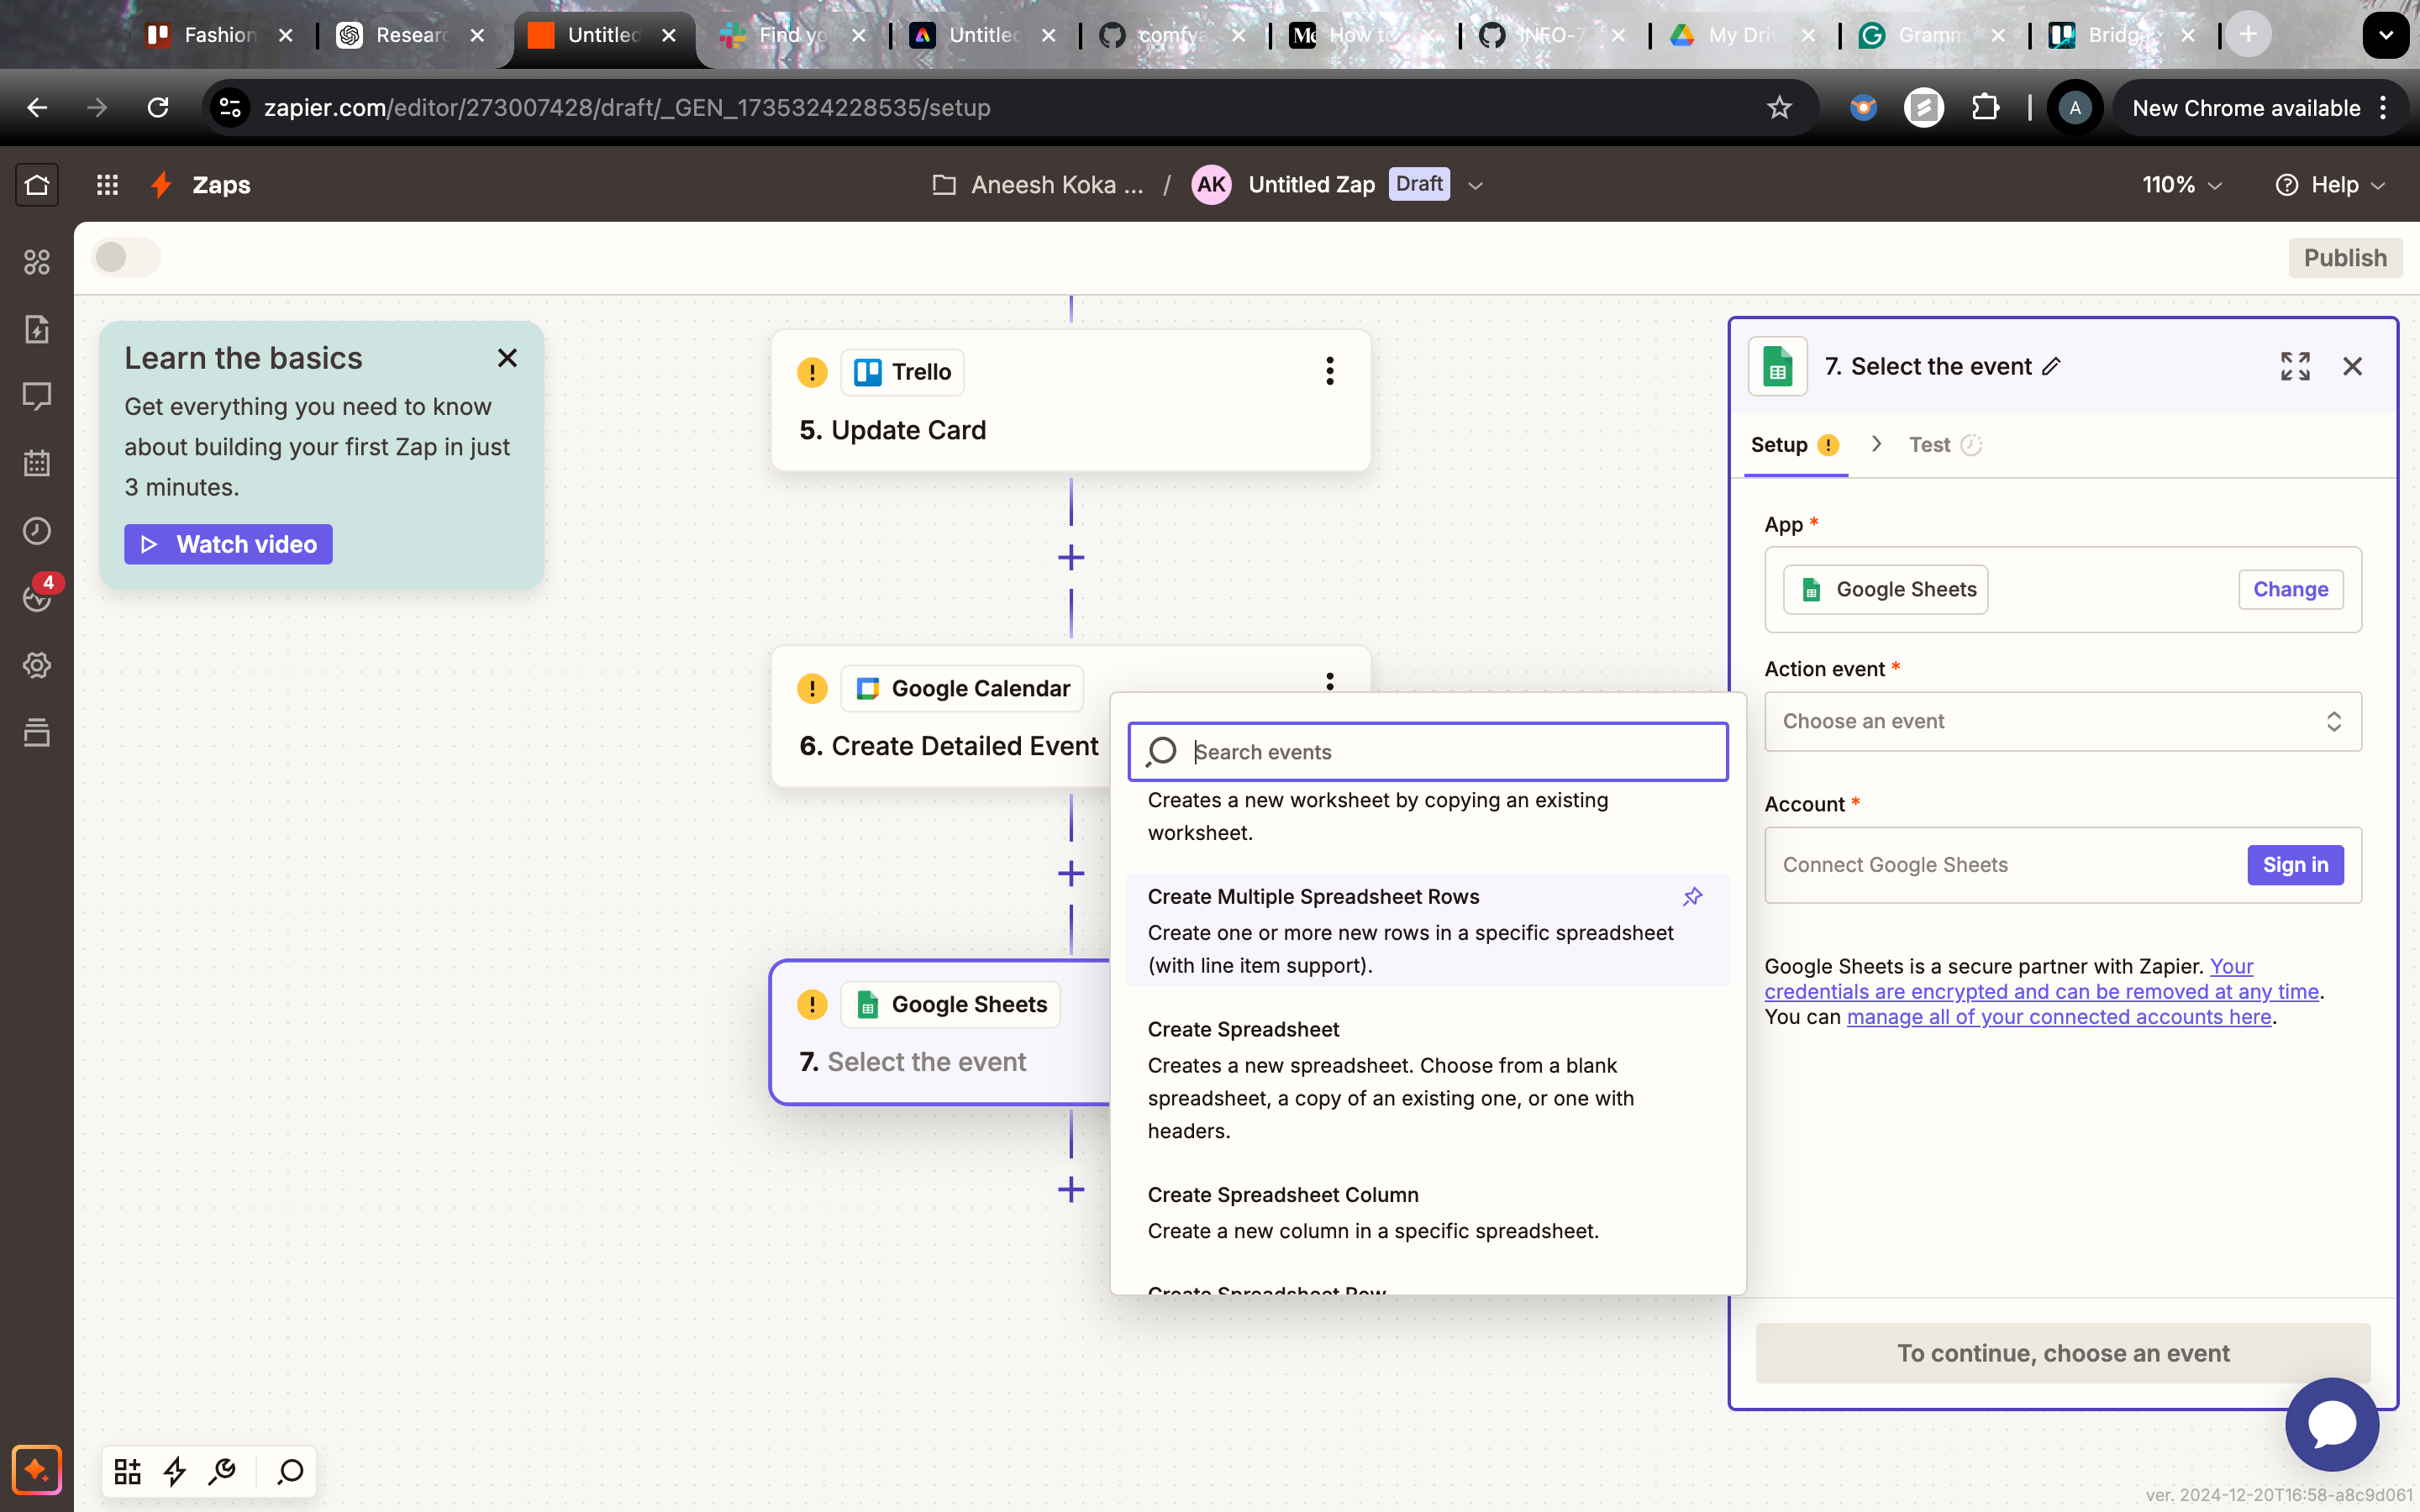 Fashion
Researc
Untitled
Find yo
Untitled
comfya
How to
INFO-7
My Driv
Gramm
Bridg
zapier.com/editor/273007428/draft/_GEN_1735324228535/setup
A
New Chrome available
Zaps
Aneesh Koka ... / AK Untitled Zap Draft
110%
Help
Publish
Learn the basics
Get everything you need to know
about building your first Zap in just
3 minutes.
Watch video
4
Trello
5. Update Card
Google Calendar
6. Create Detailed Event
Google Sheets
7. Select the event
Search events
Creates a new worksheet by copying an existing
worksheet.
Create Multiple Spreadsheet Rows
Create one or more new rows in a specific spreadsheet
(with line item support).
Create Spreadsheet
Creates a new spreadsheet. Choose from a blank
spreadsheet, a copy of an existing one, or one with
headers.
Create Spreadsheet Column
Create a new column in a specific spreadsheet.
Create Spreadsheet Row
7. Select the event
Setup
Test
App *
Google Sheets
Change
Action event *
Choose an event
Account *
Connect Google Sheets
Sign in
Google Sheets is a secure partner with Zapier. Your
credentials are encrypted and can be removed at any time.
You can manage all of your connected accounts here.
To continue, choose an event
ver. 2024-12-20T16:58-a8c9d061